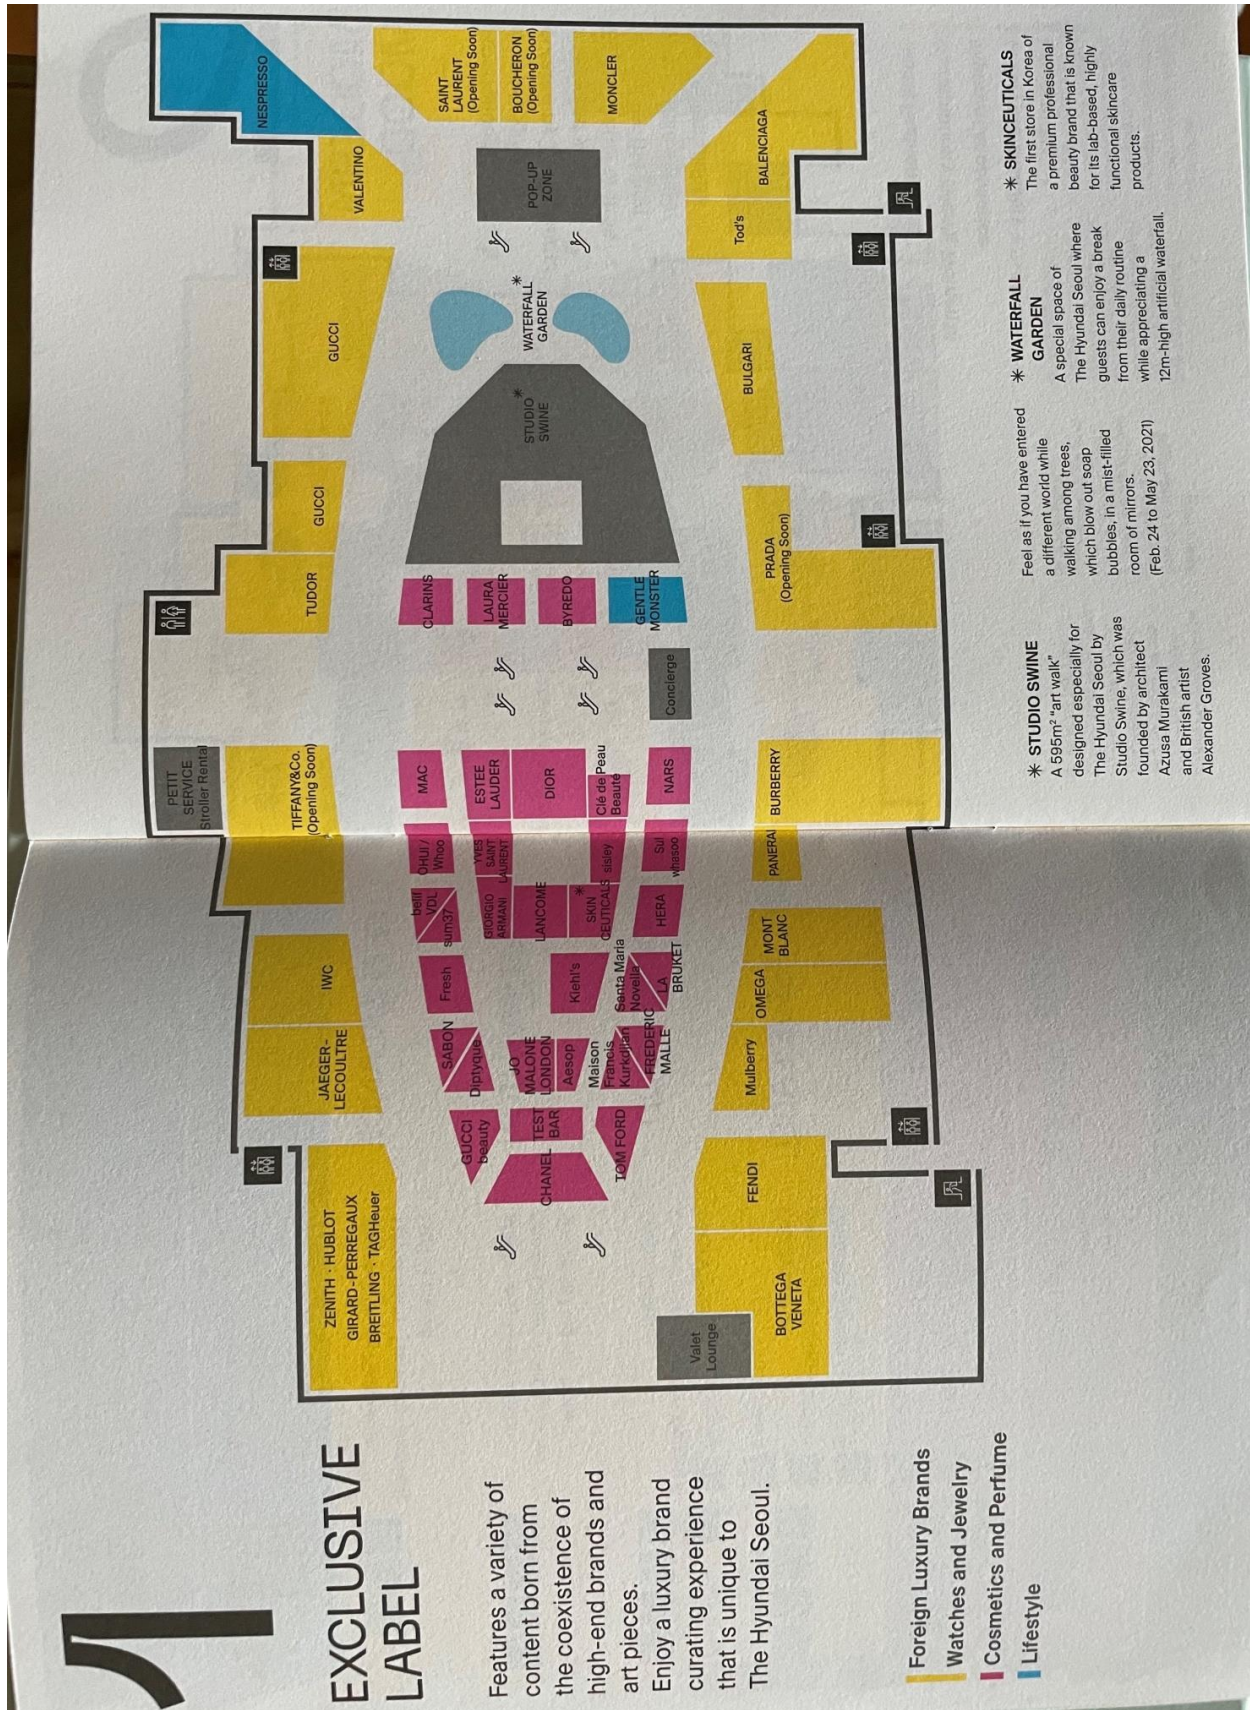 1
EXCLUSIVE
LABEL
Features a variety of
content born from
the coexistence of
high-end brands and
art pieces.
Enjoy a luxury brand
curating experience
that is unique to
The Hyundai Seoul.
Foreign Luxury Brands
Watches and Jewelry
Cosmetics and Perfume
Lifestyle
ZENITH · HUBLOT
GIRARD-PERREGAUX
BREITLING · TAGHeuer
JAEGER-
LECOULTRE
IWC
TIFFANY&Co.
(Opening Soon)
PETIT
SERVICE
Stroller Rental
TUDOR
GUCCI
GUCCI
VALENTINO
NESPRESSO
SAINT
LAURENT
(Opening Soon)
BOUCHERON
(Opening Soon)
MONCLER
BALENCIAGA
Tod's
POP-UP
ZONE
WATERFALL *
GARDEN
STUDIO *
SWINE
CLARINS
LAURA
MERCIER
BYREDO
GENTLE
MONSTER
Concierge
MAC
ESTEE
LAUDER
DIOR
Clé de Peau
Beauté
NARS
OHUI /
Whoo
YVES
SAINT
LAURENT
sisley
Sul
whasoo
belif
VDL
sum37
GIORGIO
ARMANI
LANCOME
*
SKIN
CEUTICALS
HERA
Fresh
Kiehl's
Santa Maria
Novella
LA
BRUKET
SABON
Diptyque
JO
MALONE
LONDON
Aesop
Maison
Francis
Kurkdjian
FREDERIC
MALLE
GUCCI
beauty
TEST
BAR
CHANEL
TOM FORD
BULGARI
PRADA
(Opening Soon)
BURBERRY
PANERAI
MONT
BLANC
OMEGA
Mulberry
FENDI
BOTTEGA
VENETA
Valet
Lounge
* STUDIO SWINE
A 595m² "art walk"
designed especially for
The Hyundai Seoul by
Studio Swine, which was
founded by architect
Azusa Murakami
and British artist
Alexander Groves.
Feel as if you have entered
a different world while
walking among trees,
which blow out soap
bubbles, in a mist-filled
room of mirrors.
(Feb. 24 to May 23, 2021)
* WATERFALL
GARDEN
A special space of
The Hyundai Seoul where
guests can enjoy a break
from their daily routine
while appreciating a
12m-high artificial waterfall.
* SKINCEUTICALS
The first store in Korea of
a premium professional
beauty brand that is known
for its lab-based, highly
functional skincare
products.